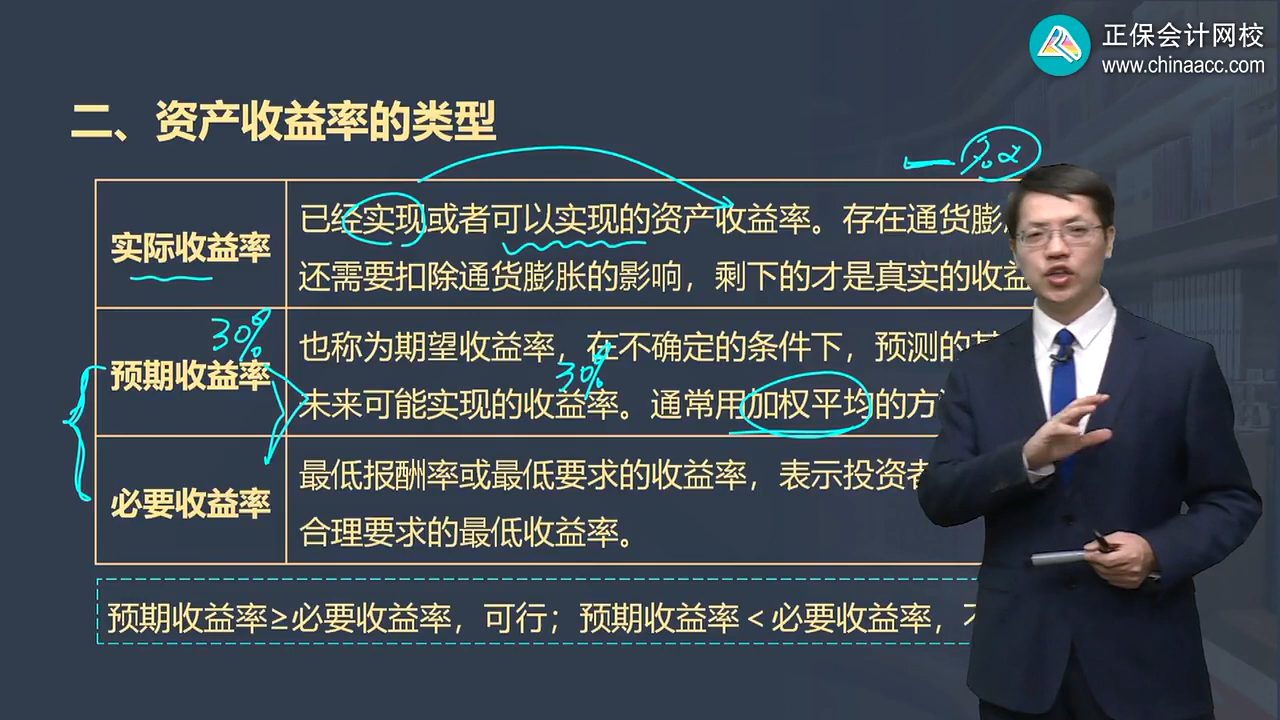 正保会计网校
www.chinaacc.com
二、资产收益率的类型
实际收益率
已经实现或者可以实现的资产收益率。存在通货膨
还需要扣除通货膨胀的影响，剩下的才是真实的收益
30%
预期收益率
也称为期望收益率，在不确定的条件下，预测的
30%
未来可能实现的收益率。通常用加权平均的方
必要收益率
最低报酬率或最低要求的收益率，表示投资者
合理要求的最低收益率。
预期收益率≥必要收益率，可行；预期收益率＜必要收益率，